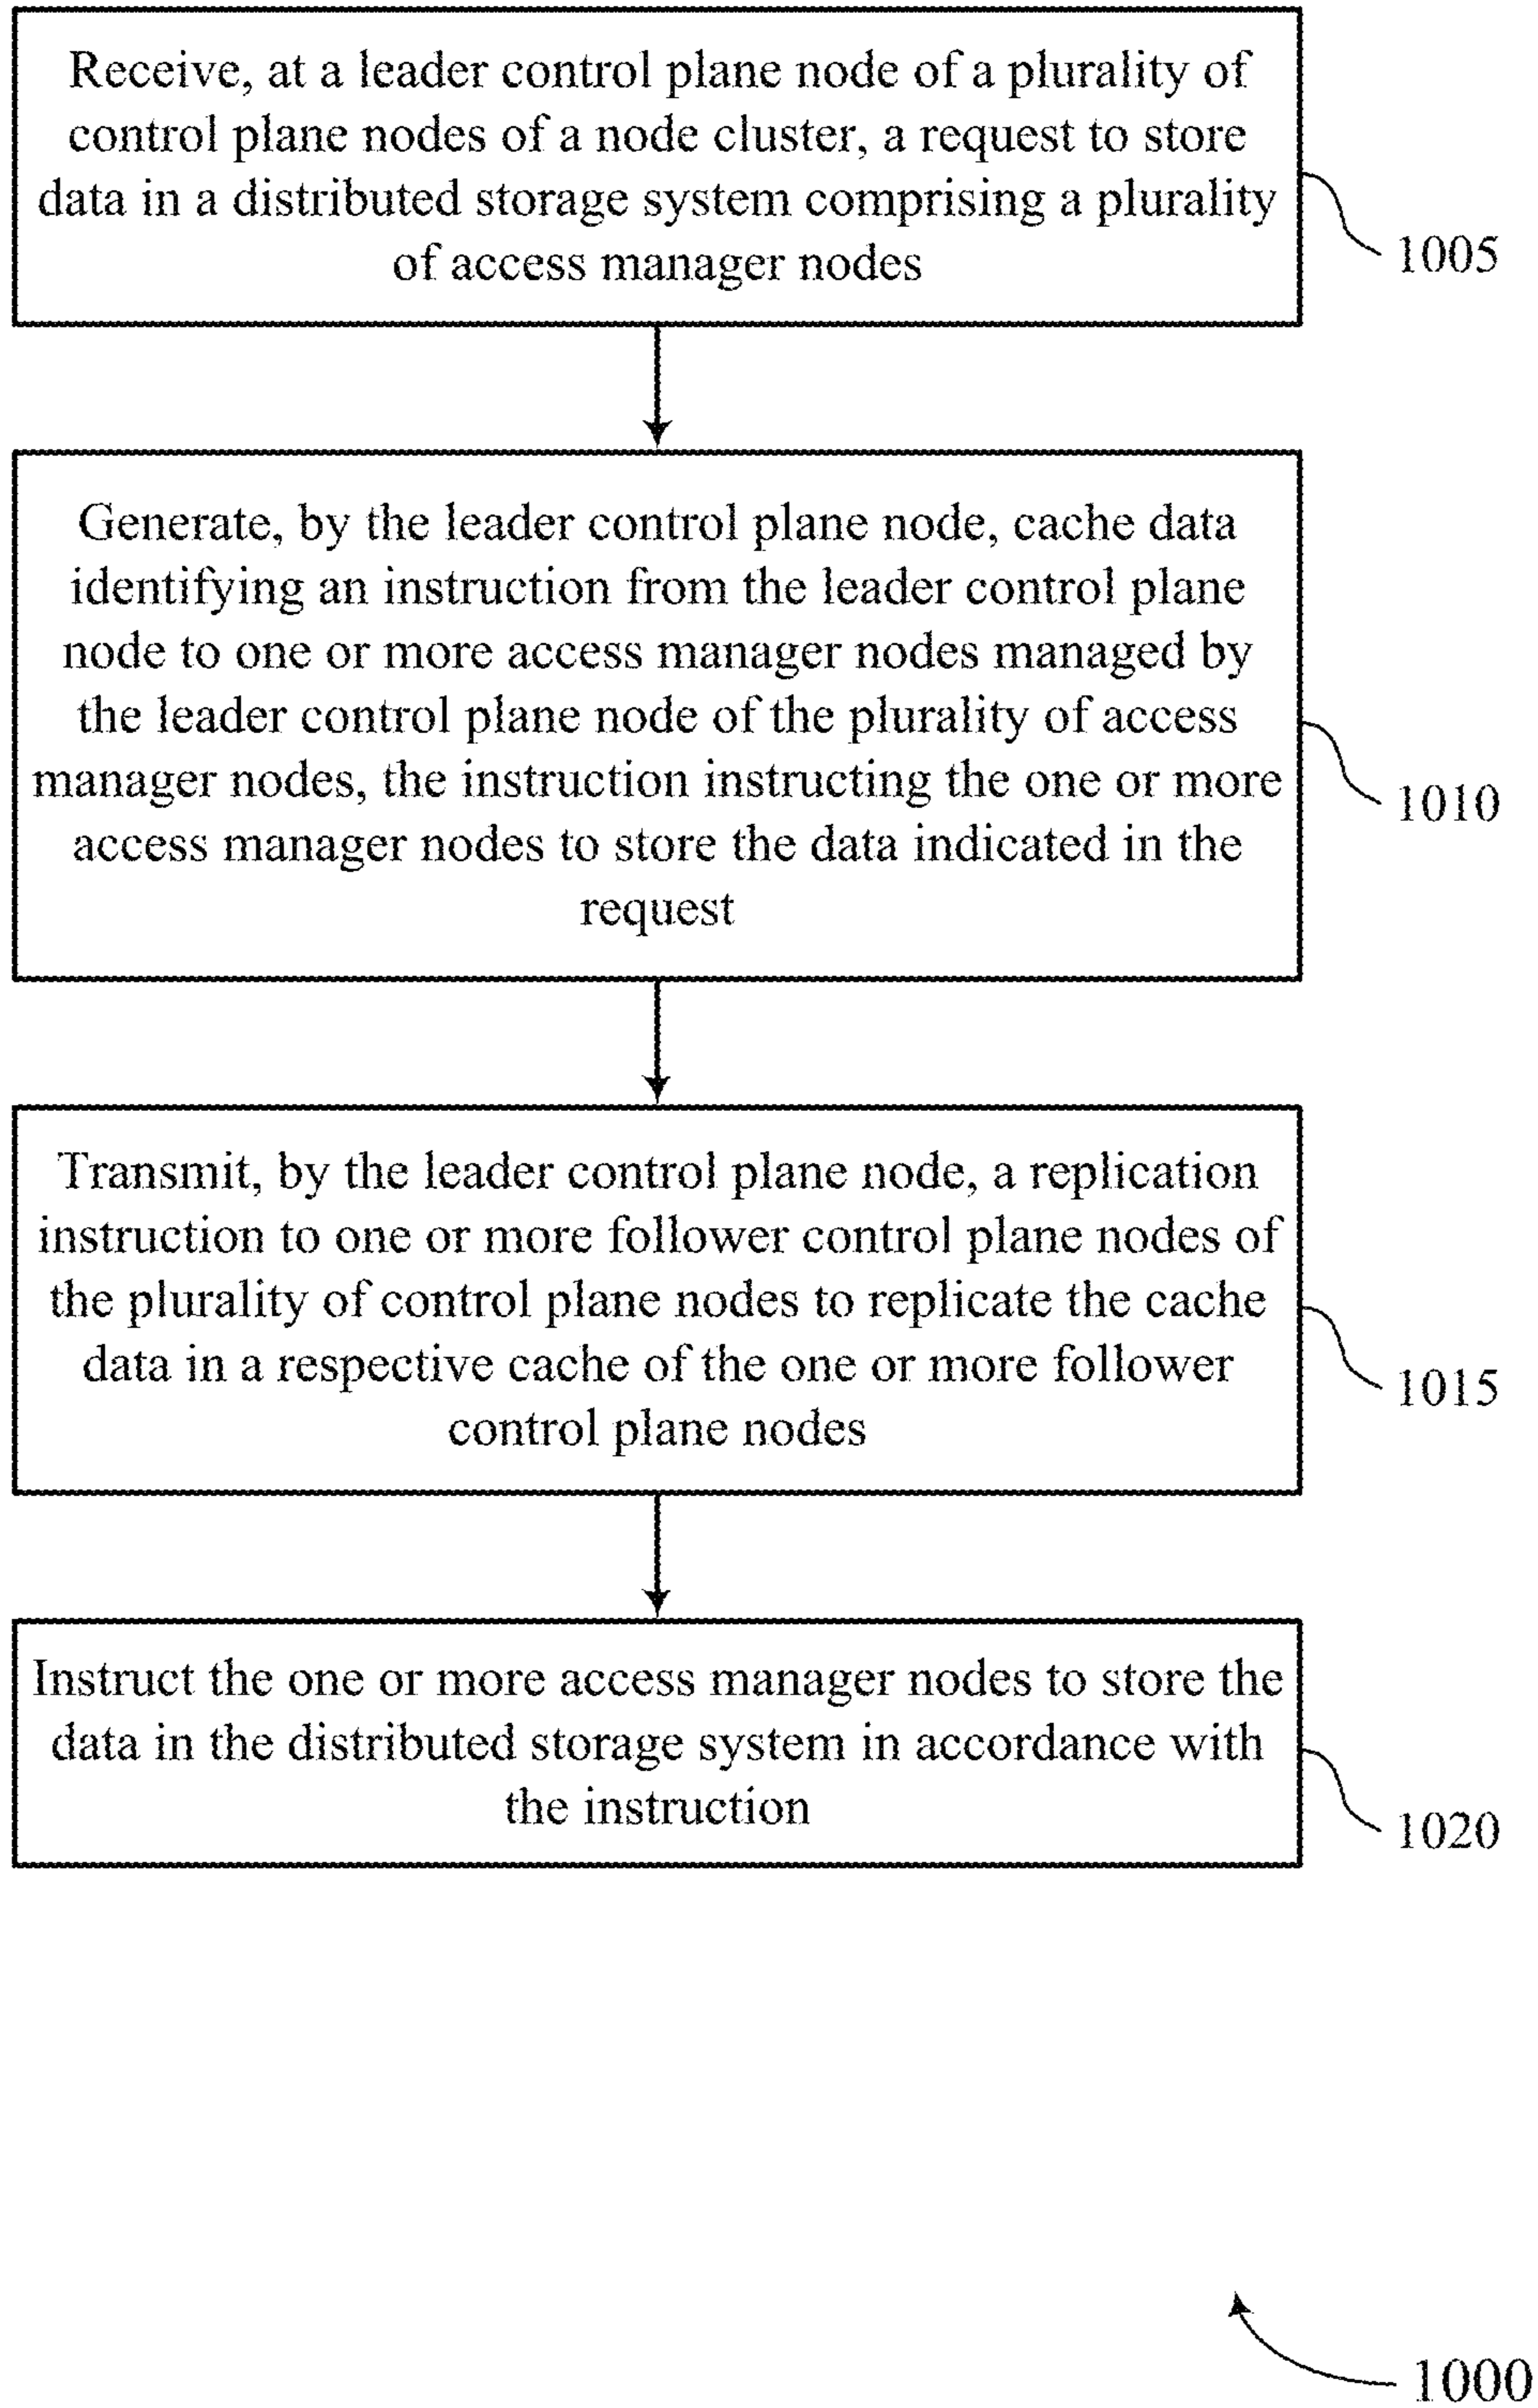 Receive, at a leader control plane node of a plurality of
control plane nodes of a node cluster, a request to store
data in a distributed storage system comprising a plurality
of access manager nodes
1005
Generate, by the leader control plane node, cache data
identifying an instruction from the leader control plane
node to one or more access manager nodes managed by
the leader control plane node of the plurality of access
manager nodes, the instruction instructing the one or more
access manager nodes to store the data indicated in the
request
1010
Transmit, by the leader control plane node, a replication
instruction to one or more follower control plane nodes of
the plurality of control plane nodes to replicate the cache
data in a respective cache of the one or more follower
control plane nodes
1015
Instruct the one or more access manager nodes to store the
data in the distributed storage system in accordance with
the instruction
1020
1000